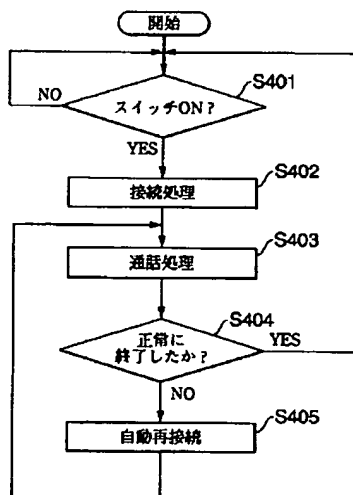 開始
S401
NO
スイッチON?
YES
S402
接続処理
S403
通話処理
S404
正常に
終了したか?
YES
NO
S405
自動再接続